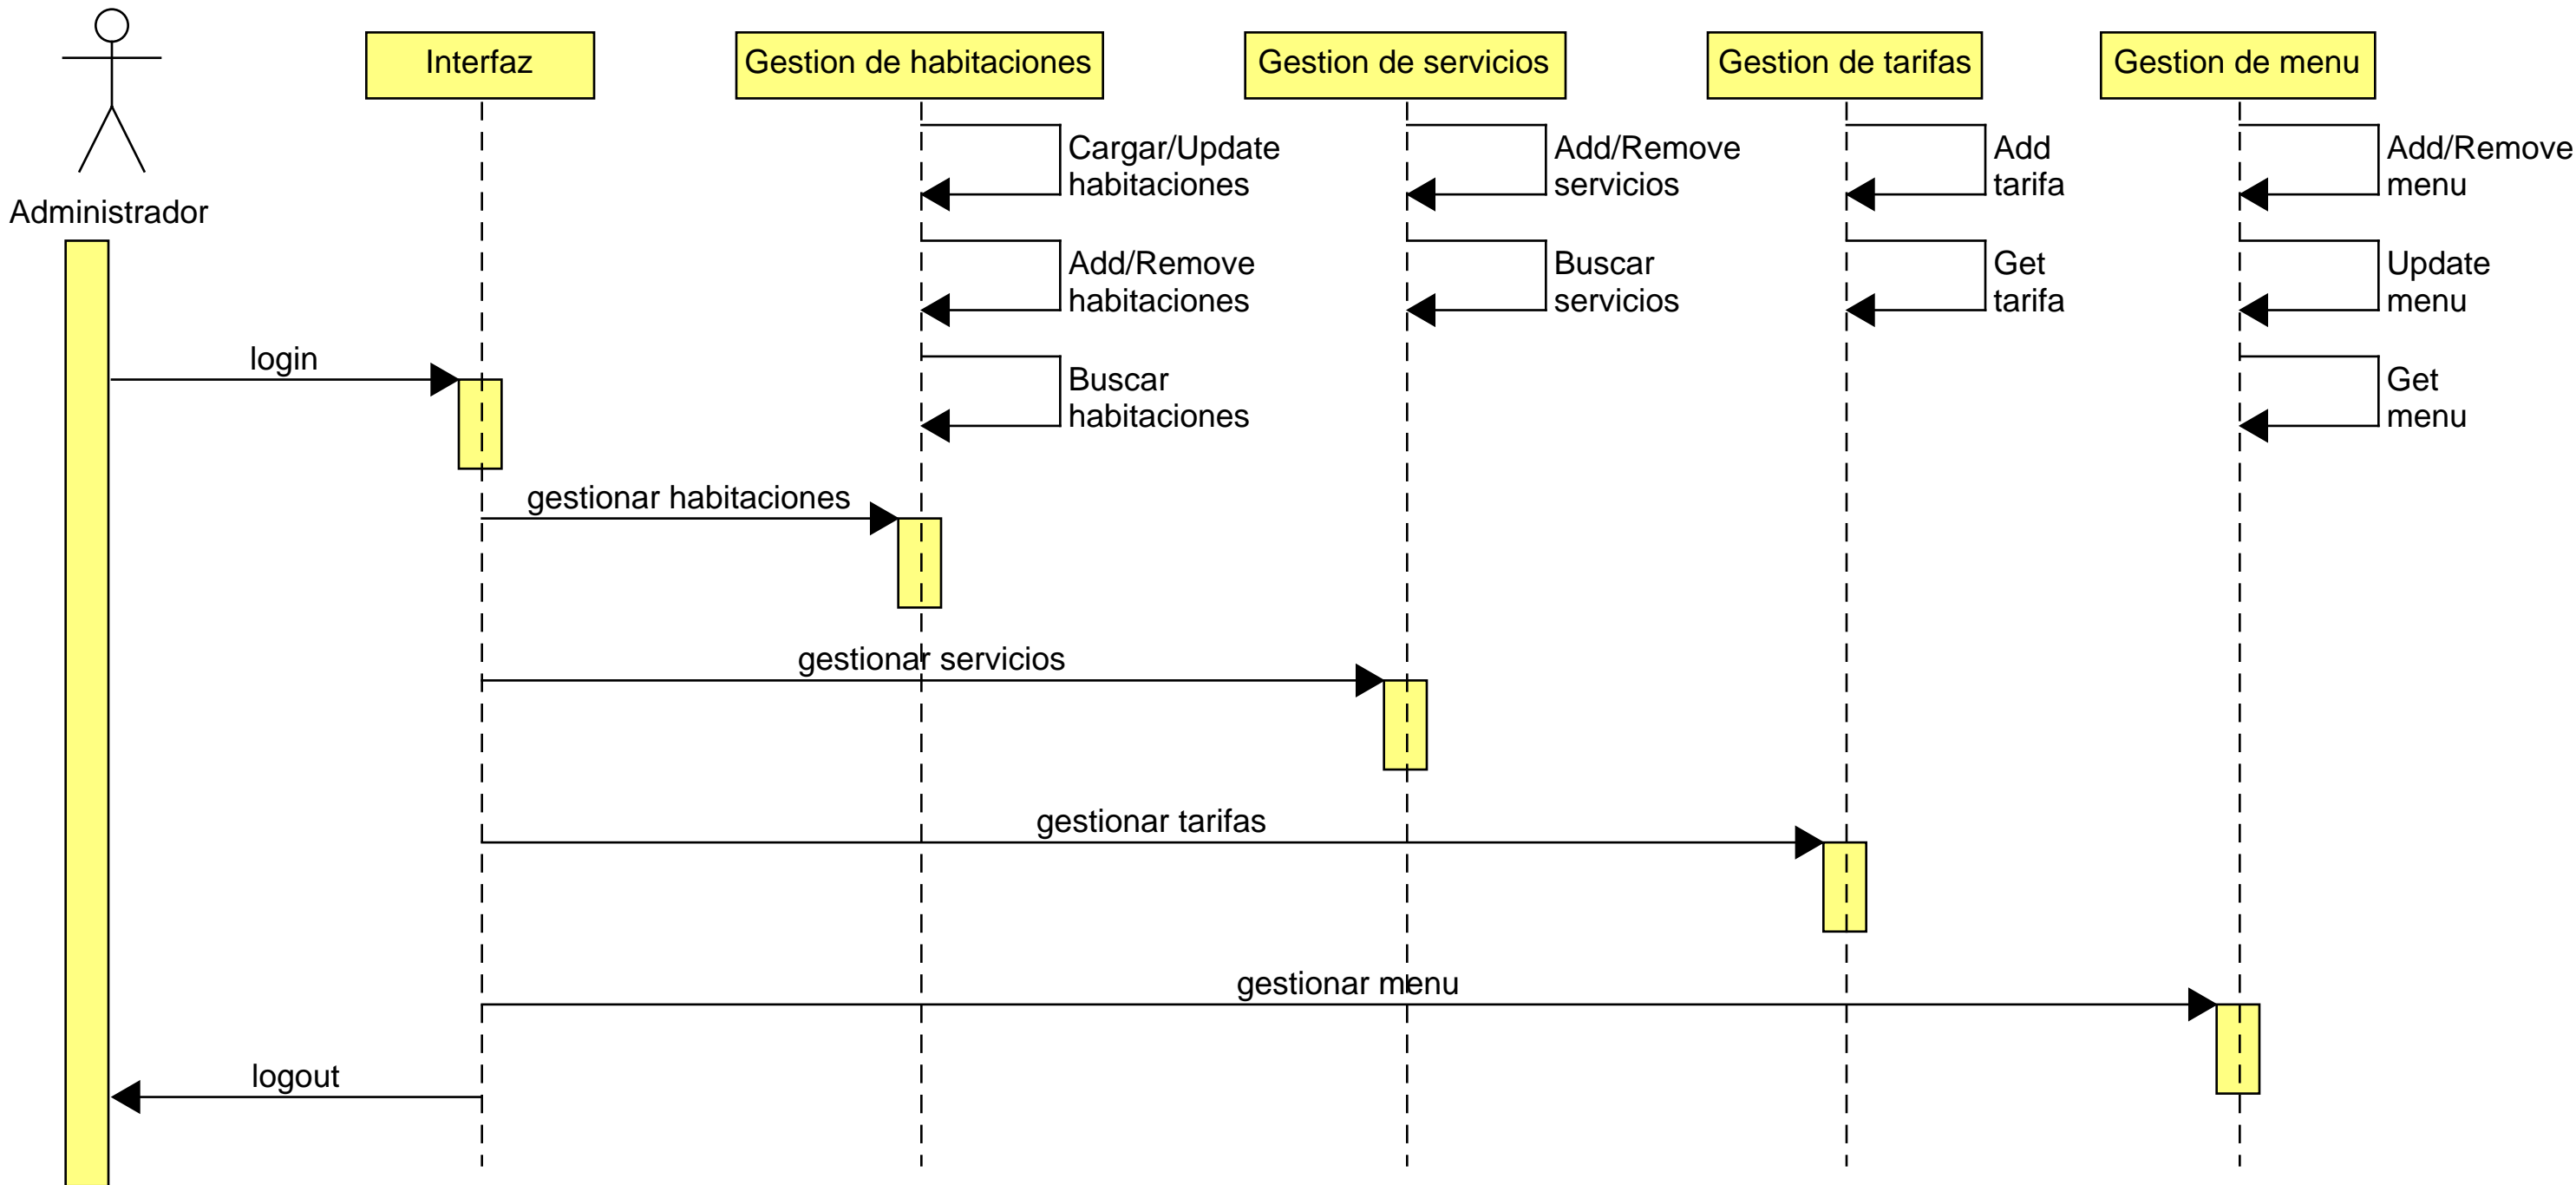 Interfaz
Gestion de habitaciones
Gestion de servicios
Gestion de tarifas
Gestion de menu
Administrador
Cargar/Update
habitaciones
Add/Remove
servicios
Add
tarifa
Add/Remove
menu
Add/Remove
habitaciones
Buscar
servicios
Get
tarifa
Update
menu
login
Buscar
habitaciones
Get
menu
gestionar habitaciones
gestionar servicios
gestionar tarifas
gestionar menu
logout